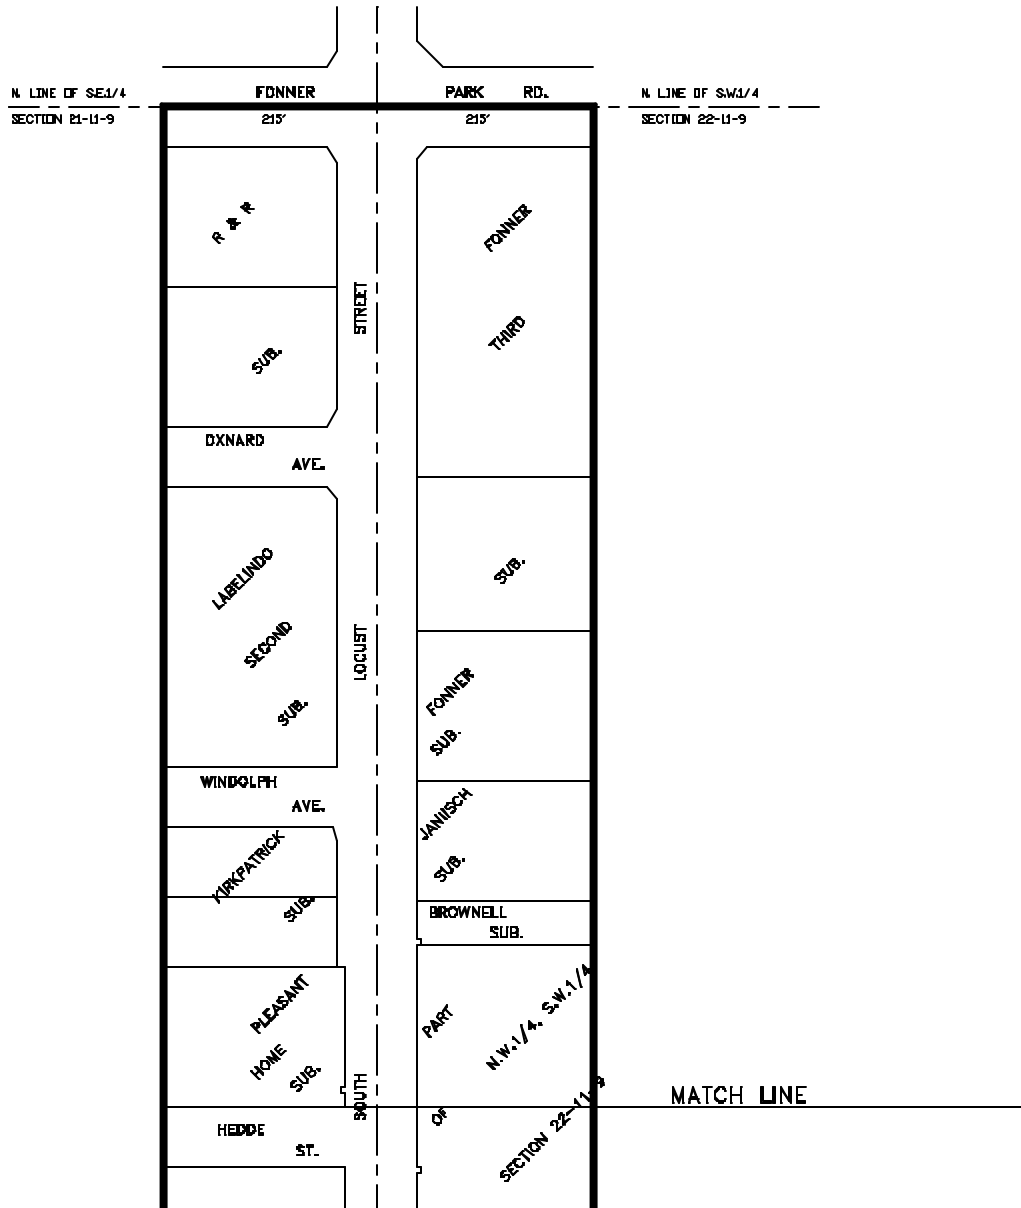 FONNER PARK RD.
N. LINE OF S.E.1/4
N. LINE OF S.W.1/4
SECTION 21-11-9
215'
215'
SECTION 22-11-9
R & R
SUB.
FONNER
THIRD
SUB.
STREET
OXNARD
AVE.
LABELINDO
SECOND
SUB.
LOCUST
FONNER
SUB.
WINDOLPH
AVE.
JANIISCH
SUB.
KIRKPATRICK
SUB.
BROWNELL
SUB.
PLEASANT
HOME
SUB.
PART
N.W.1/4, S.W.1/4
OF
SECTION 22-11-9
SOUTH
MATCH LINE
HEDDE
ST.